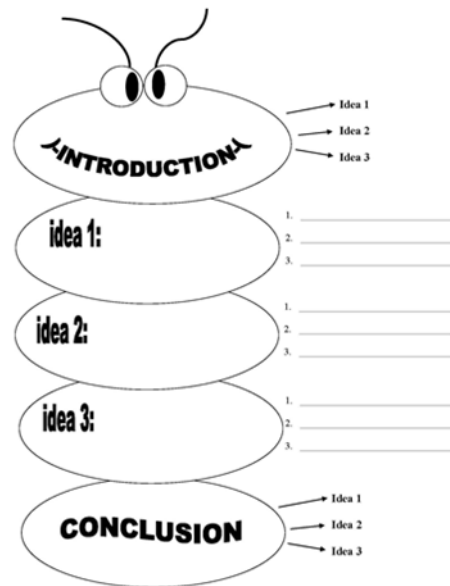 Idea 1
Idea 2
Idea 3
INTRODUCTION
idea 1:
1.
2.
3.
idea 2:
1.
2.
3.
idea 3:
1.
2.
3.
Idea 1
CONCLUSION
Idea 2
Idea 3